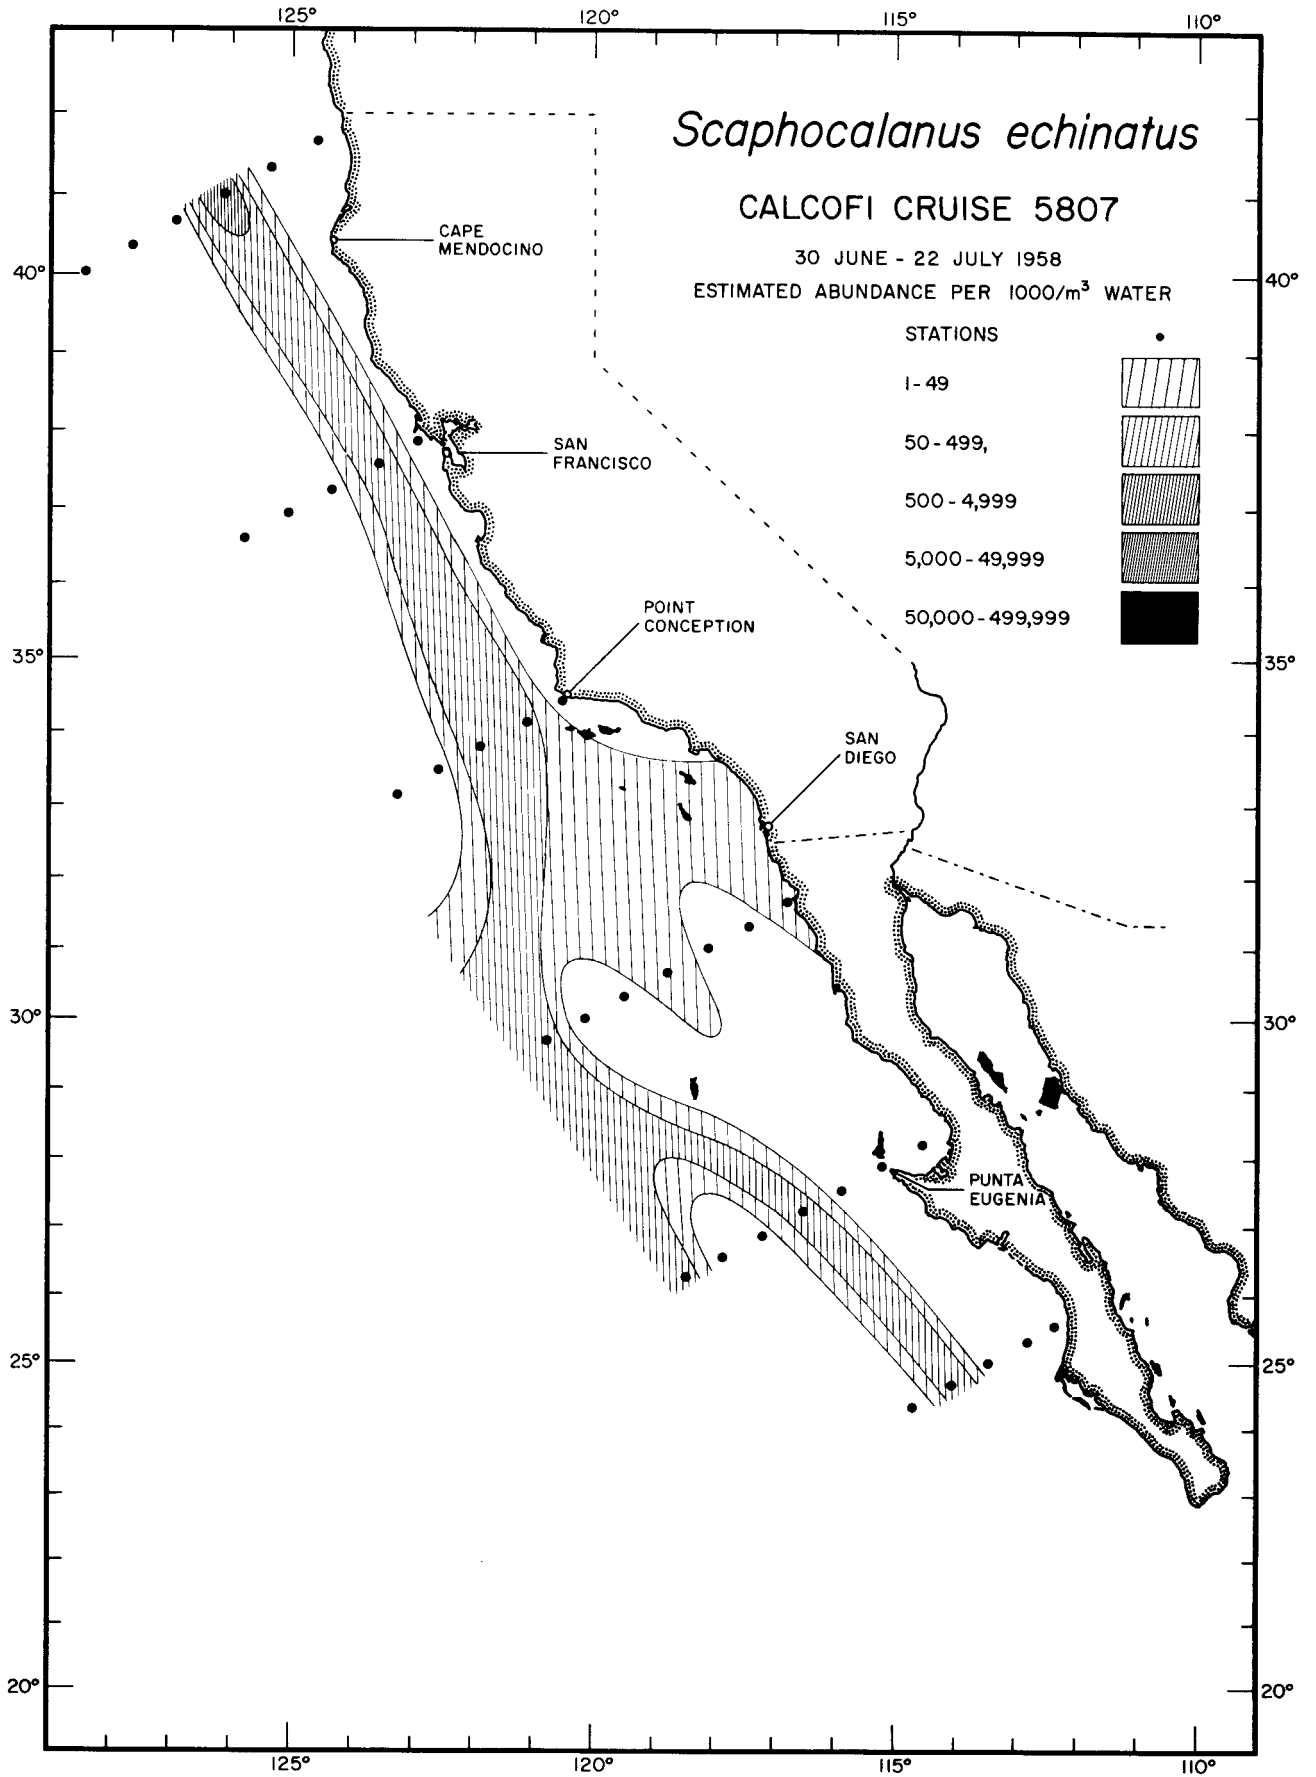 125°
120°
115°
110°
Scaphocalanus echinatus
CALCOFI CRUISE 5807
30 JUNE - 22 JULY 1958
ESTIMATED ABUNDANCE PER 1000/m³ WATER
STATIONS
1-49
50-499,
500-4,999
5,000-49,999
50,000-499,999
CAPE
MENDOCINO
40°
40°
SAN
FRANCISCO
POINT
CONCEPTION
35°
35°
SAN
DIEGO
30°
30°
PUNTA
EUGENIA
25°
25°
20°
20°
125°
120°
115°
110°